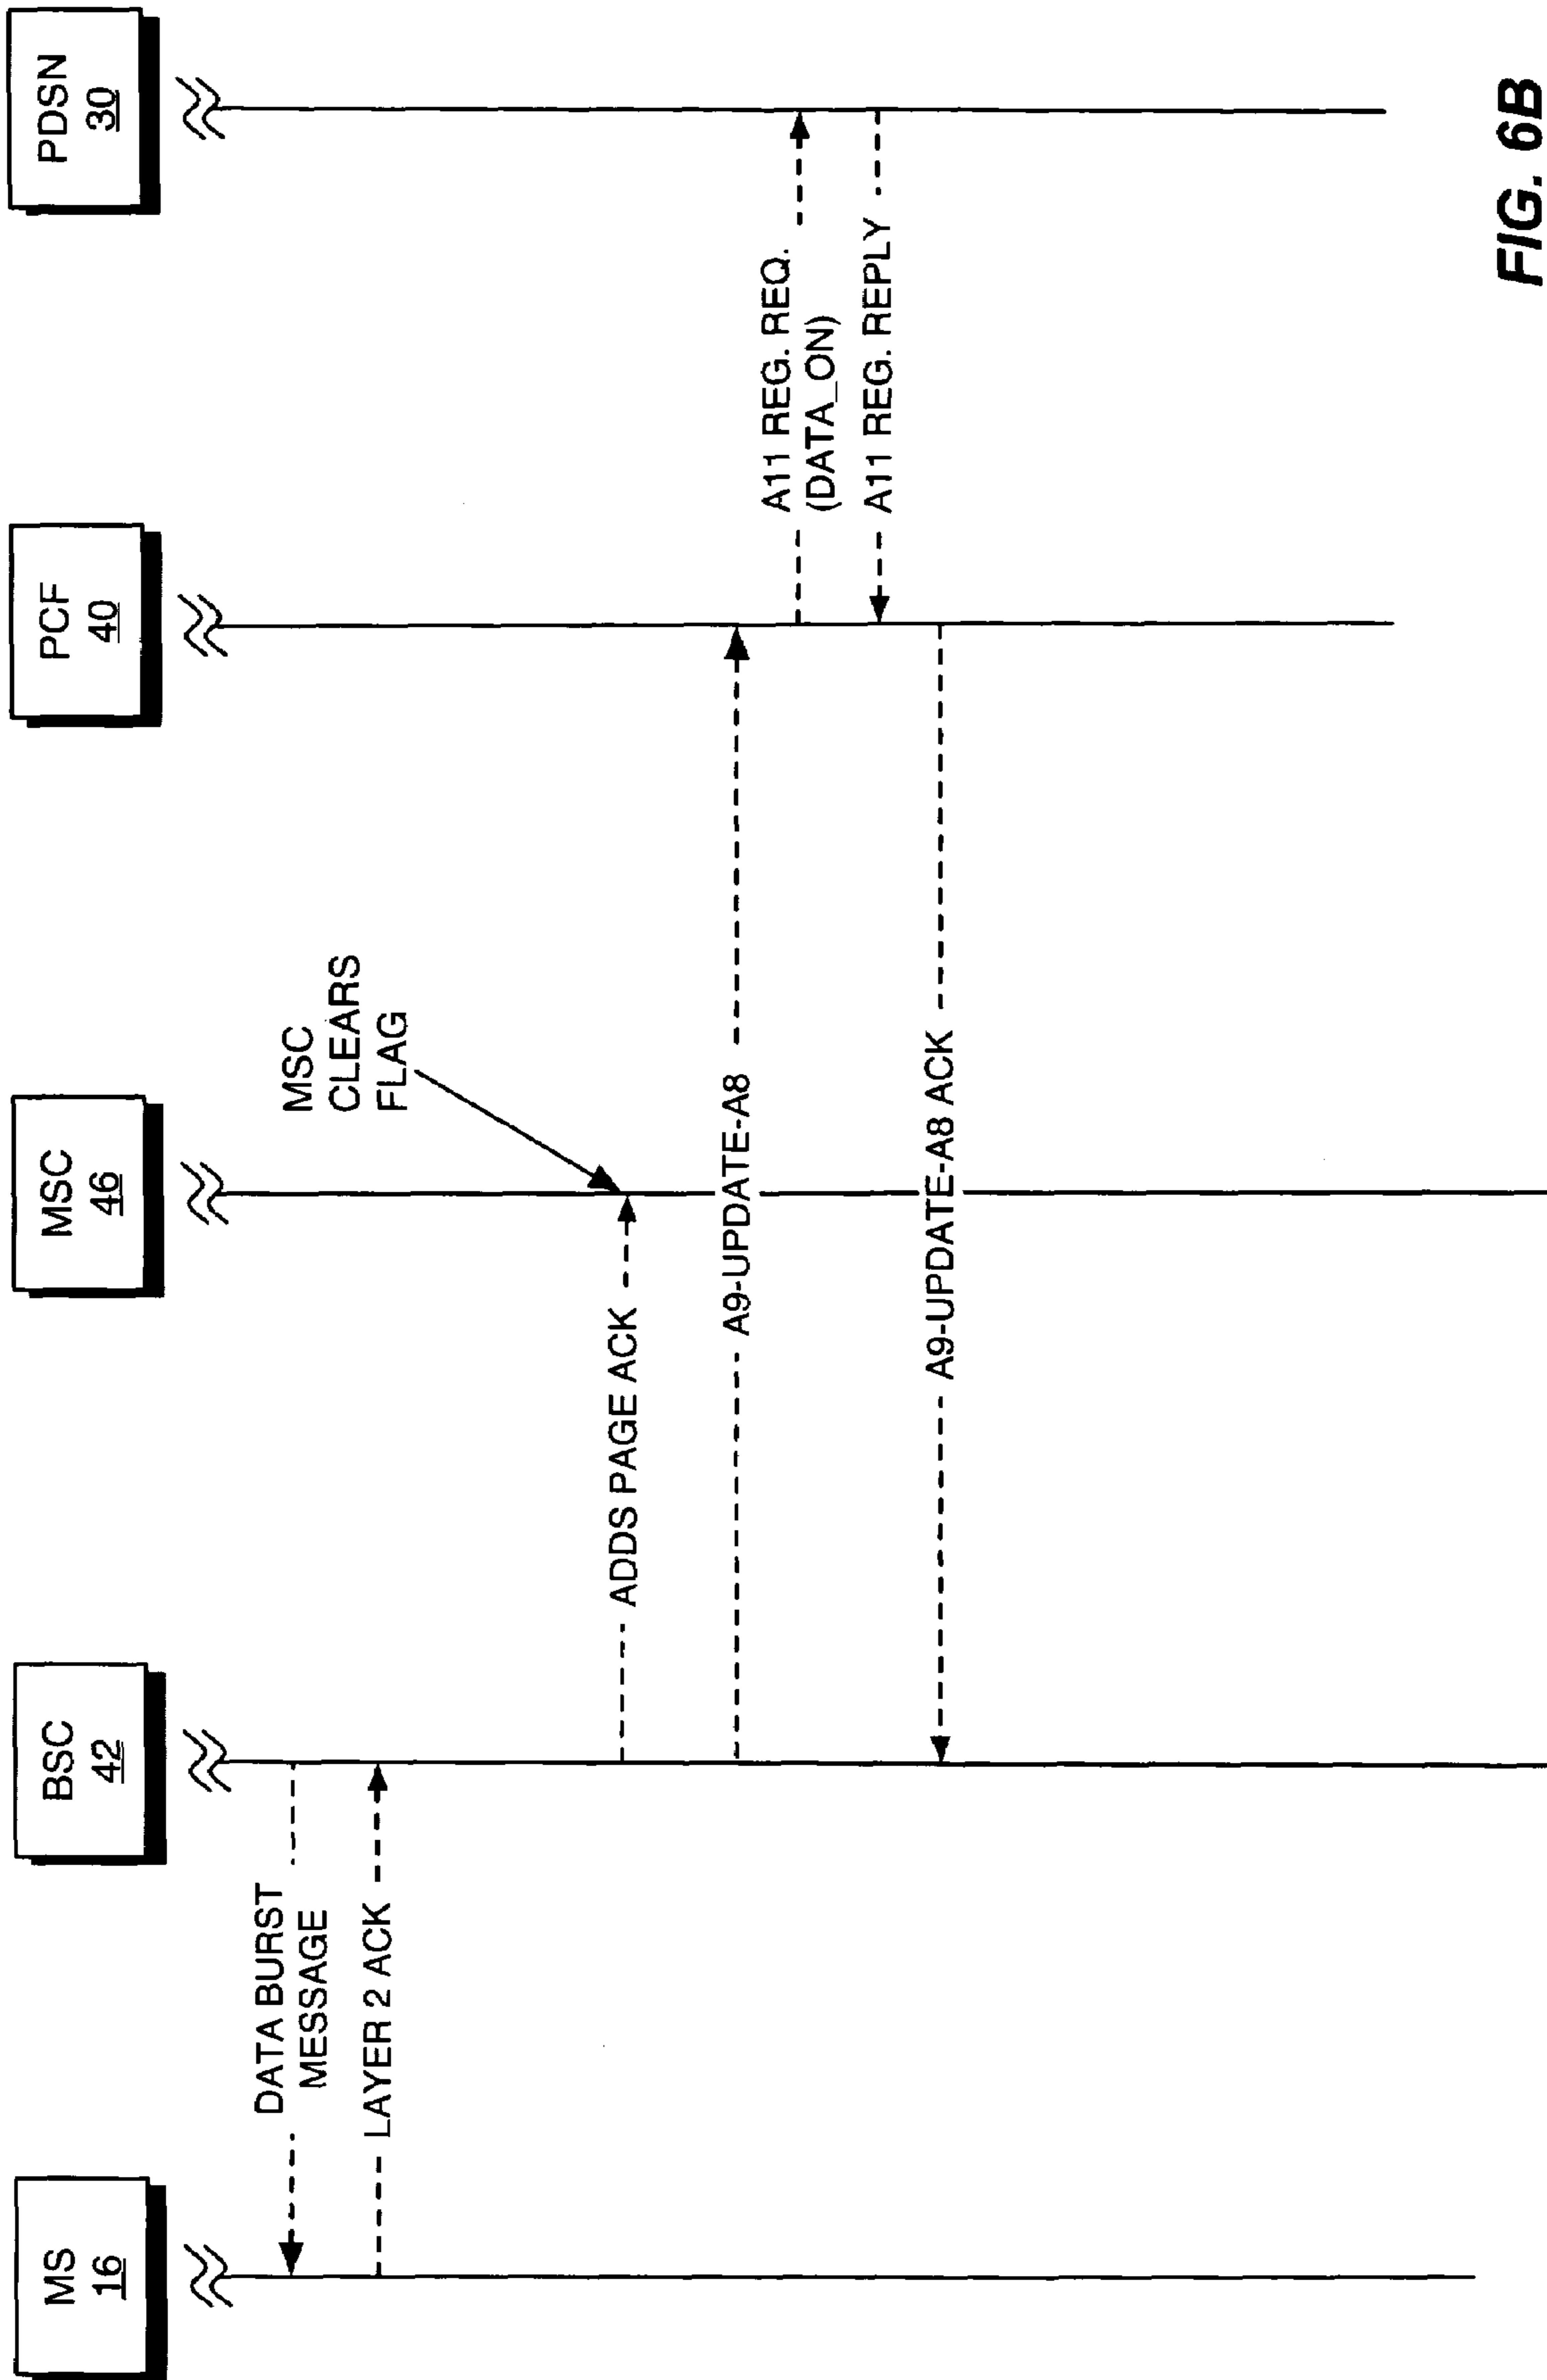 MS
16
BSC
42
MSC
46
PCF
40
PDSN
30
DATA BURST
MESSAGE
LAYER 2 ACK
MSC
CLEARS
FLAG
ADDS PAGE ACK
A9-UPDATE-A8
A11 REG. REQ.
(DATA_ON)
A11 REG. REPLY
A9-UPDATE-A8 ACK
FIG. 6B